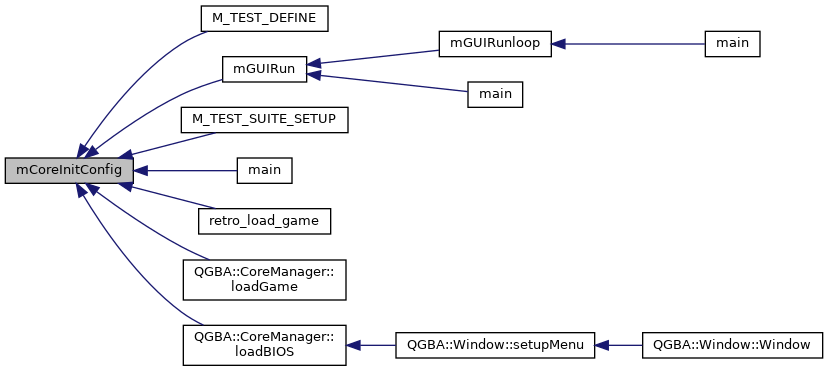 M_TEST_DEFINE
mGUIRun
mGUIRunloop
main
main
M_TEST_SUITE_SETUP
mCoreInitConfig
main
retro_load_game
QGBA::CoreManager::
loadGame
QGBA::CoreManager::
loadBIOS
QGBA::Window::setupMenu
QGBA::Window::Window